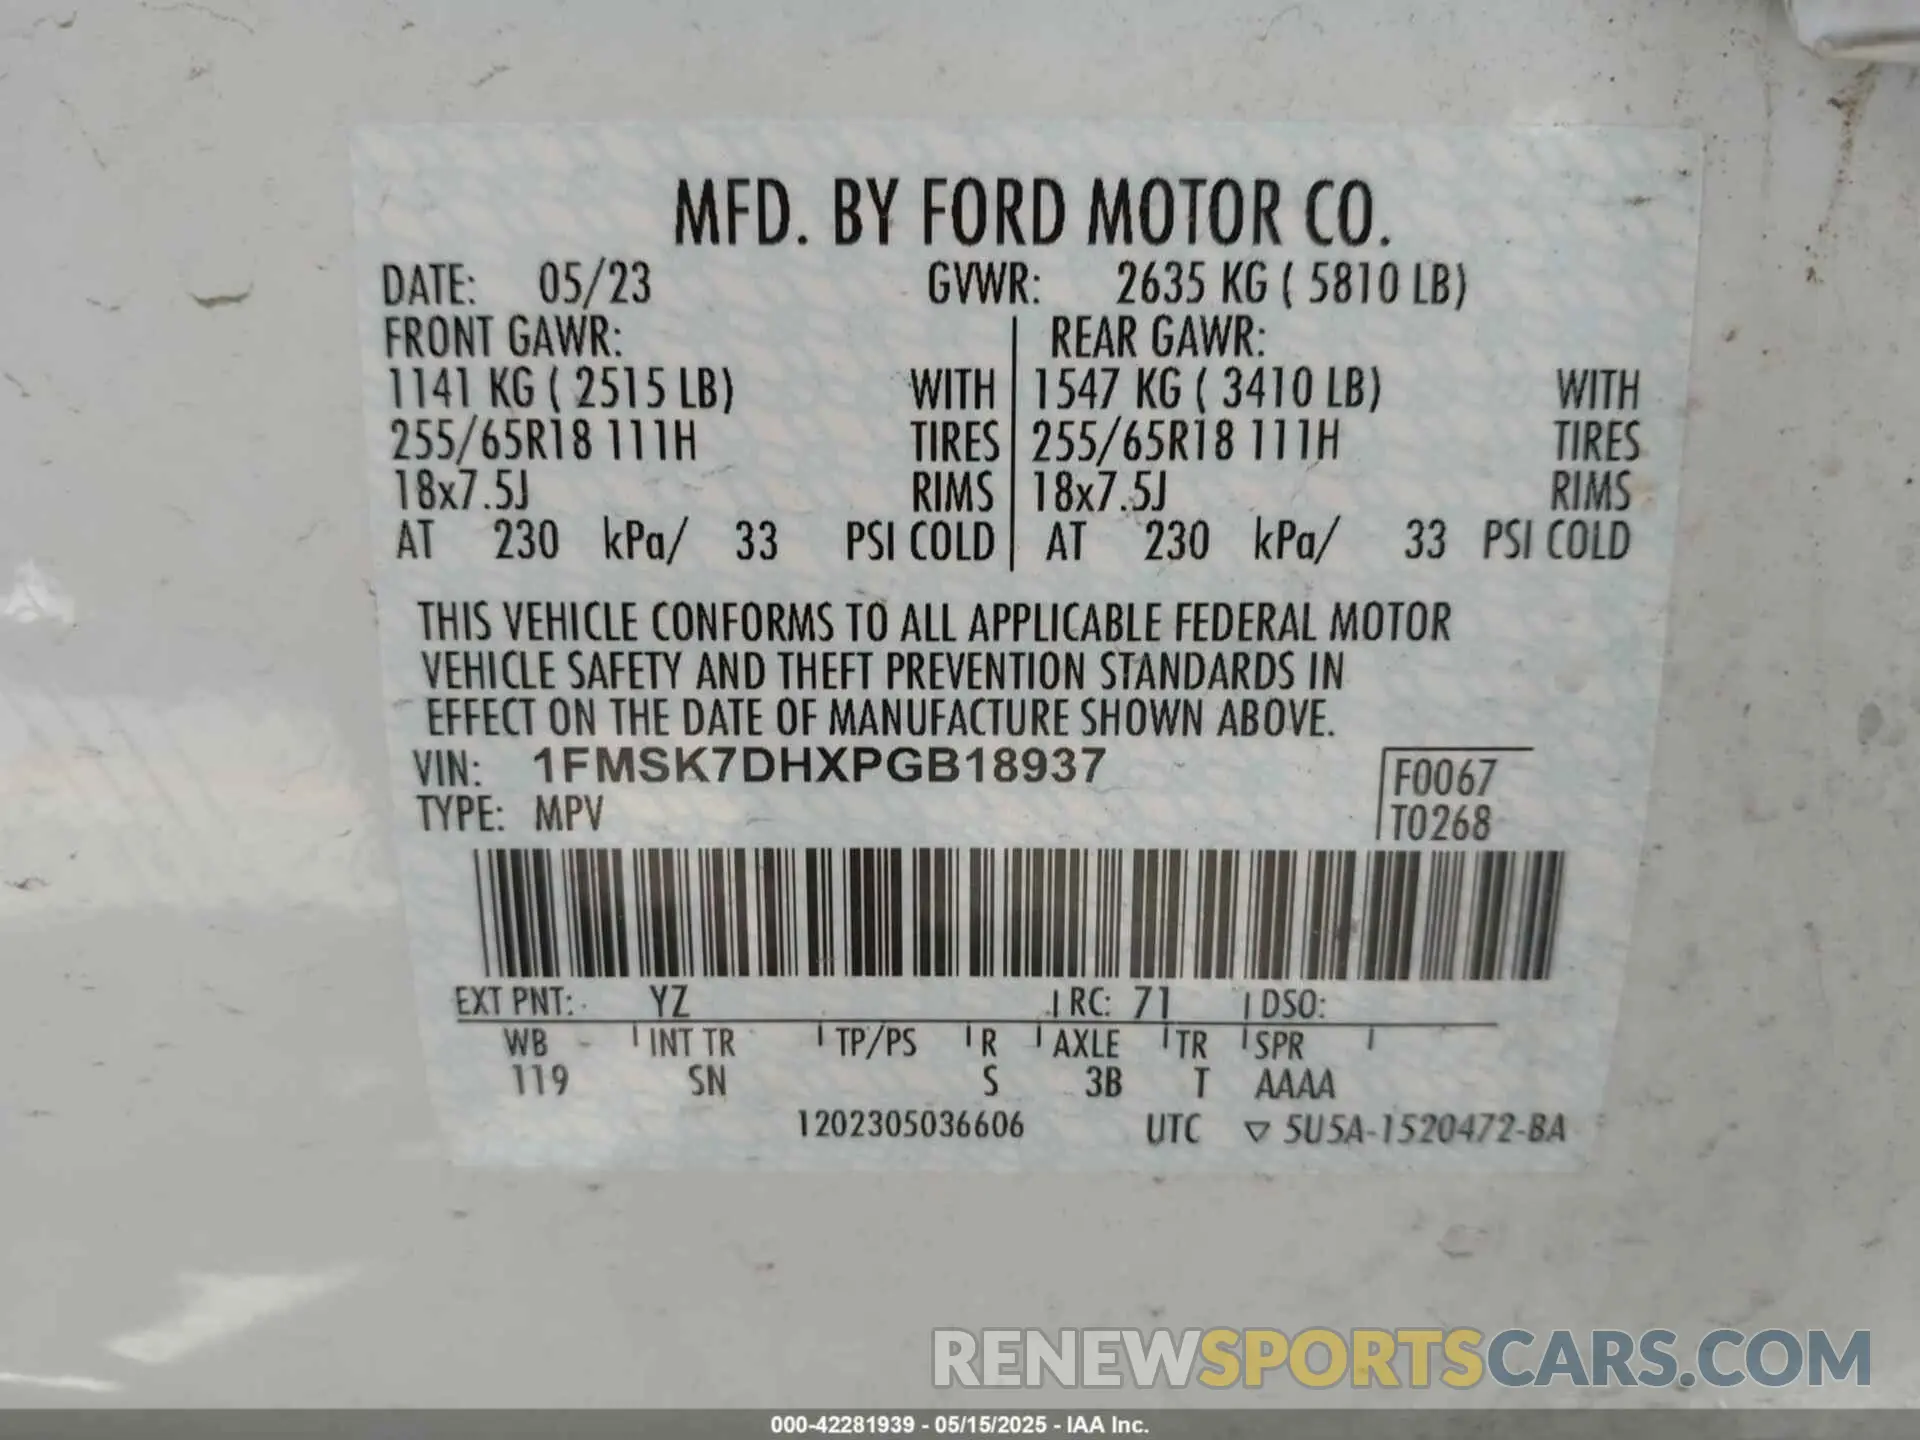 MFD. BY FORD MOTOR CO.
DATE: 05/23 GVWR: 2635 KG ( 5810 LB)
FRONT GAWR: REAR GAWR:
1141 KG ( 2515 LB) WITH 1547 KG ( 3410 LB) WITH
255/65R18 111H TIRES 255/65R18 111H TIRES
18x7.5J RIMS 18x7.5J RIMS
AT 230 kPa/ 33 PSI COLD AT 230 kPa/ 33 PSI COLD
THIS VEHICLE CONFORMS TO ALL APPLICABLE FEDERAL MOTOR
VEHICLE SAFETY AND THEFT PREVENTION STANDARDS IN
EFFECT ON THE DATE OF MANUFACTURE SHOWN ABOVE.
VIN: 1FMSK7DHXPGB18937
F0067
TYPE: MPV
T0268
EXT PNT: YZ RC: 71 DSO:
WB INT TR TP/PS R AXLE TR SPR
119 SN S 3B T AAAA
1202305036606 UTC ▽ 5U5A-1520472-BA
RENEWSPORTSCARS.COM
000-42281939 - 05/15/2025 - IAA Inc.